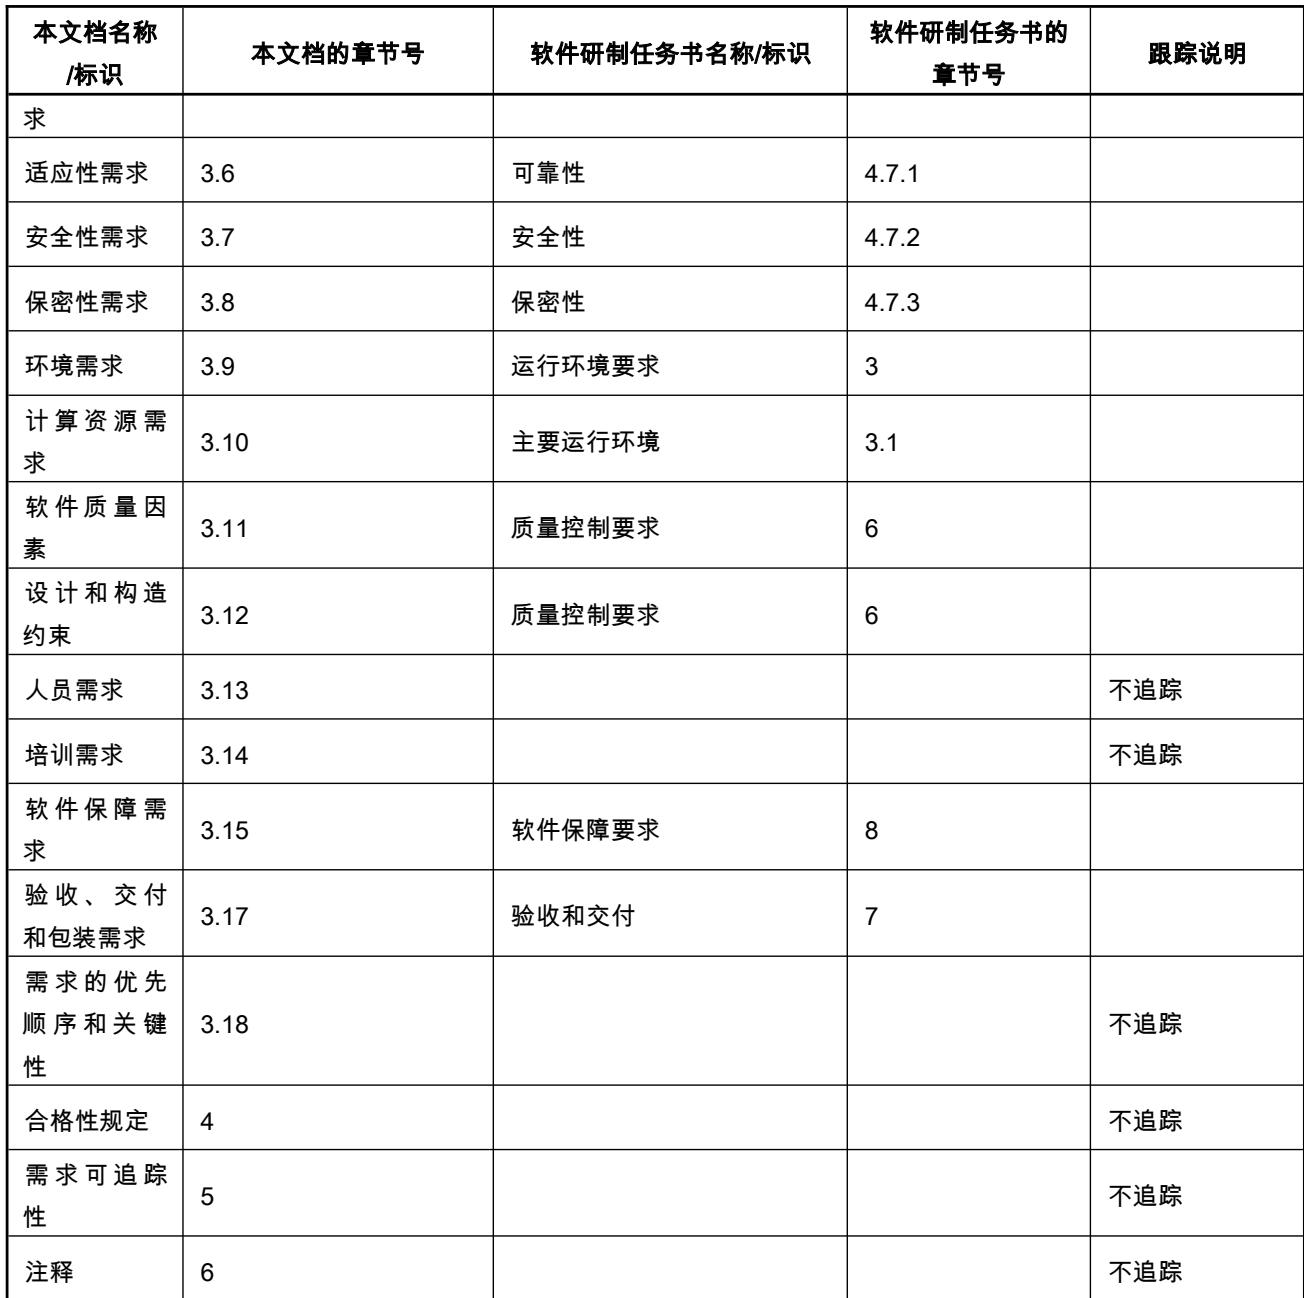 本文档名称
/标识
本文档的章节号
软件研制任务书名称/标识
软件研制任务书的
章节号
跟踪说明
求
适应性需求 3.6 可靠性 4.7.1
安全性需求 3.7 安全性 4.7.2
保密性需求 3.8 保密性 4.7.3
环境需求 3.9 运行环境要求 3
计算资源需
求
3.10 主要运行环境 3.1
软件质量因
素
3.11 质量控制要求 6
设计和构造
约束
3.12 质量控制要求 6
人员需求 3.13 不追踪
培训需求 3.14 不追踪
软件保障需
求
3.15 软件保障要求 8
验收、交付
和包装需求
3.17 验收和交付 7
需求的优先
顺序和关键
性
3.18 不追踪
合格性规定 4 不追踪
需求可追踪
性
5 不追踪
注释 6 不追踪